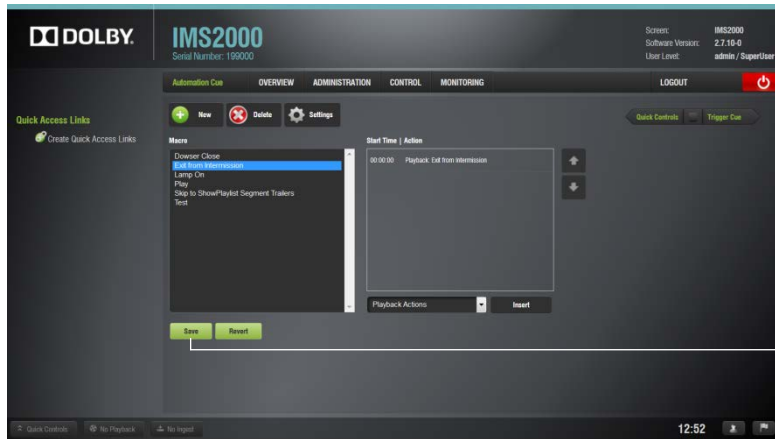 DOLBY.
IMS2000
Serial Number: 199000
Screen: IMS2000
Software Version: 2.7.10-0
User Level: admin / SuperUser
Automation Cue OVERVIEW ADMINISTRATION CONTROL MONITORING LOGOUT
Quick Access Links
Create Quick Access Links
New Delete Settings
Quick Controls Trigger Cue
Macro
Dowser Close
Exit from Intermission
Lamp On
Play
Skip to ShowPlaylist Segment Trailers
Test
Start Time | Action
00:00:00 Playback: Exit from Intermission
Playback Actions Insert
Save Revert
Quick Controls No Playback No Ingest 12:52